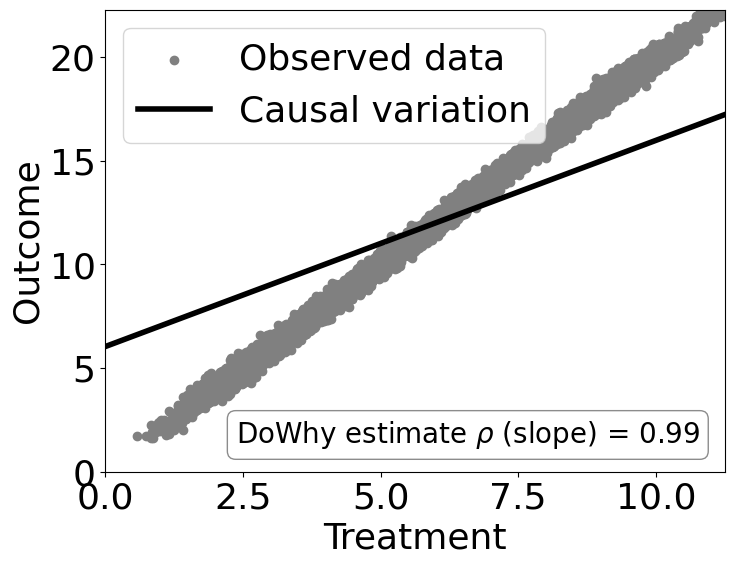 Observed data
Causal variation
20
15
10
5
0
Outcome
DoWhy estimate ρ (slope) = 0.99
0.0 2.5 5.0 7.5 10.0
Treatment